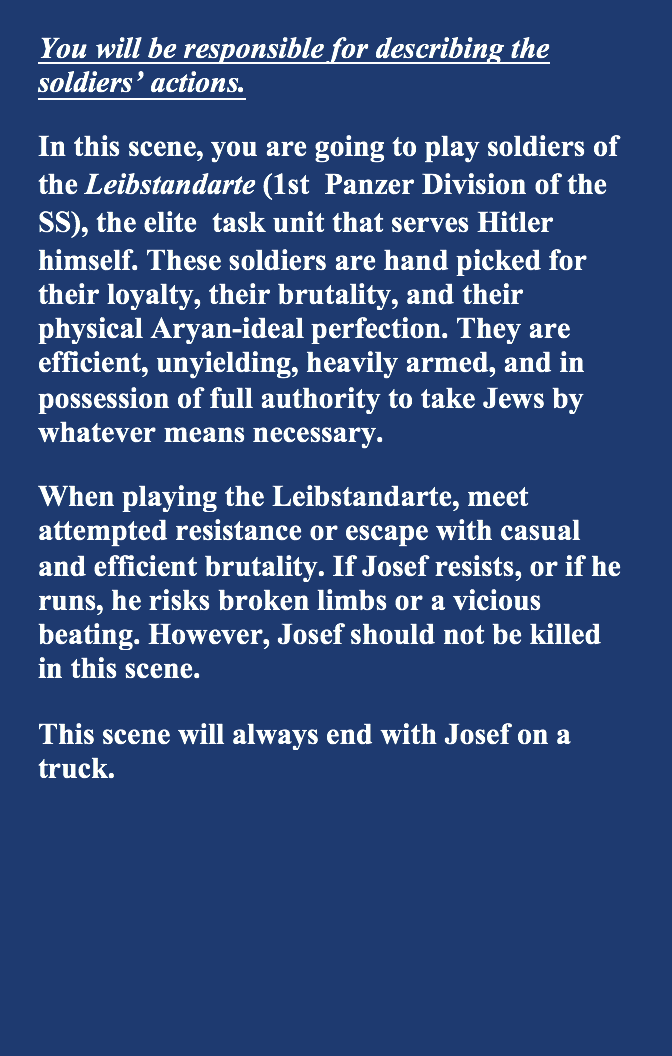 You will be responsible for describing the
soldiers’ actions.
In this scene, you are going to play soldiers of
the Leibstandarte (1st  Panzer Division of the
SS), the elite  task unit that serves Hitler
himself. These soldiers are hand picked for
their loyalty, their brutality, and their
physical Aryan-ideal perfection. They are
efficient, unyielding, heavily armed, and in
possession of full authority to take Jews by
whatever means necessary.
When playing the Leibstandarte, meet
attempted resistance or escape with casual
and efficient brutality. If Josef resists, or if he
runs, he risks broken limbs or a vicious
beating. However, Josef should not be killed
in this scene.
This scene will always end with Josef on a
truck.